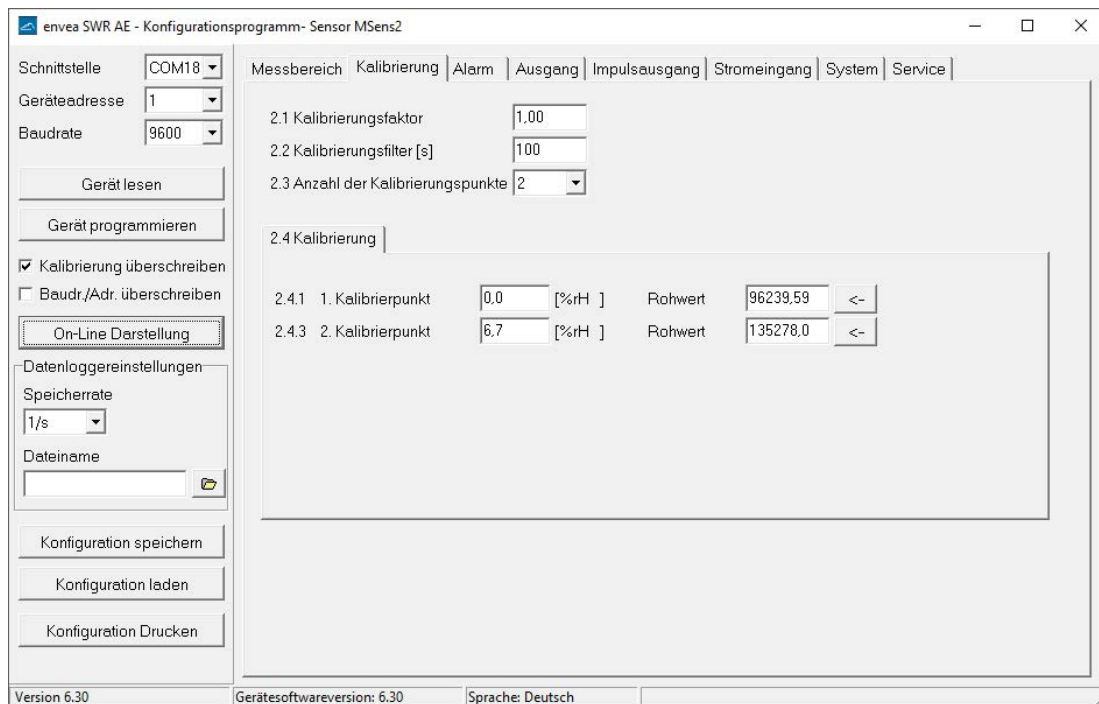 envea SWR AE - Konfigurationsprogramm- Sensor MSens2
Schnittstelle COM18
Geräteadresse 1
Baudrate 9600
Gerät lesen
Gerät programmieren
Kalibrierung überschreiben
Baudr./Adr. überschreiben
On-Line Darstellung
Datenloggereinstellungen
Speicherrate
1/s
Dateiname
Konfiguration speichern
Konfiguration laden
Konfiguration Drucken
Messbereich Kalibrierung Alarm Ausgang Impulsausgang Stromeingang System Service
2.1 Kalibrierungsfaktor 1,00
2.2 Kalibrierungsfilter [s] 100
2.3 Anzahl der Kalibrierungspunkte 2
2.4 Kalibrierung
2.4.1 1. Kalibrierpunkt 0,0 [%rH ] Rohwert 96239,59 <-
2.4.3 2. Kalibrierpunkt 6,7 [%rH ] Rohwert 135278,0 <-
Version 6.30 Gerätesoftwareversion: 6.30 Sprache: Deutsch